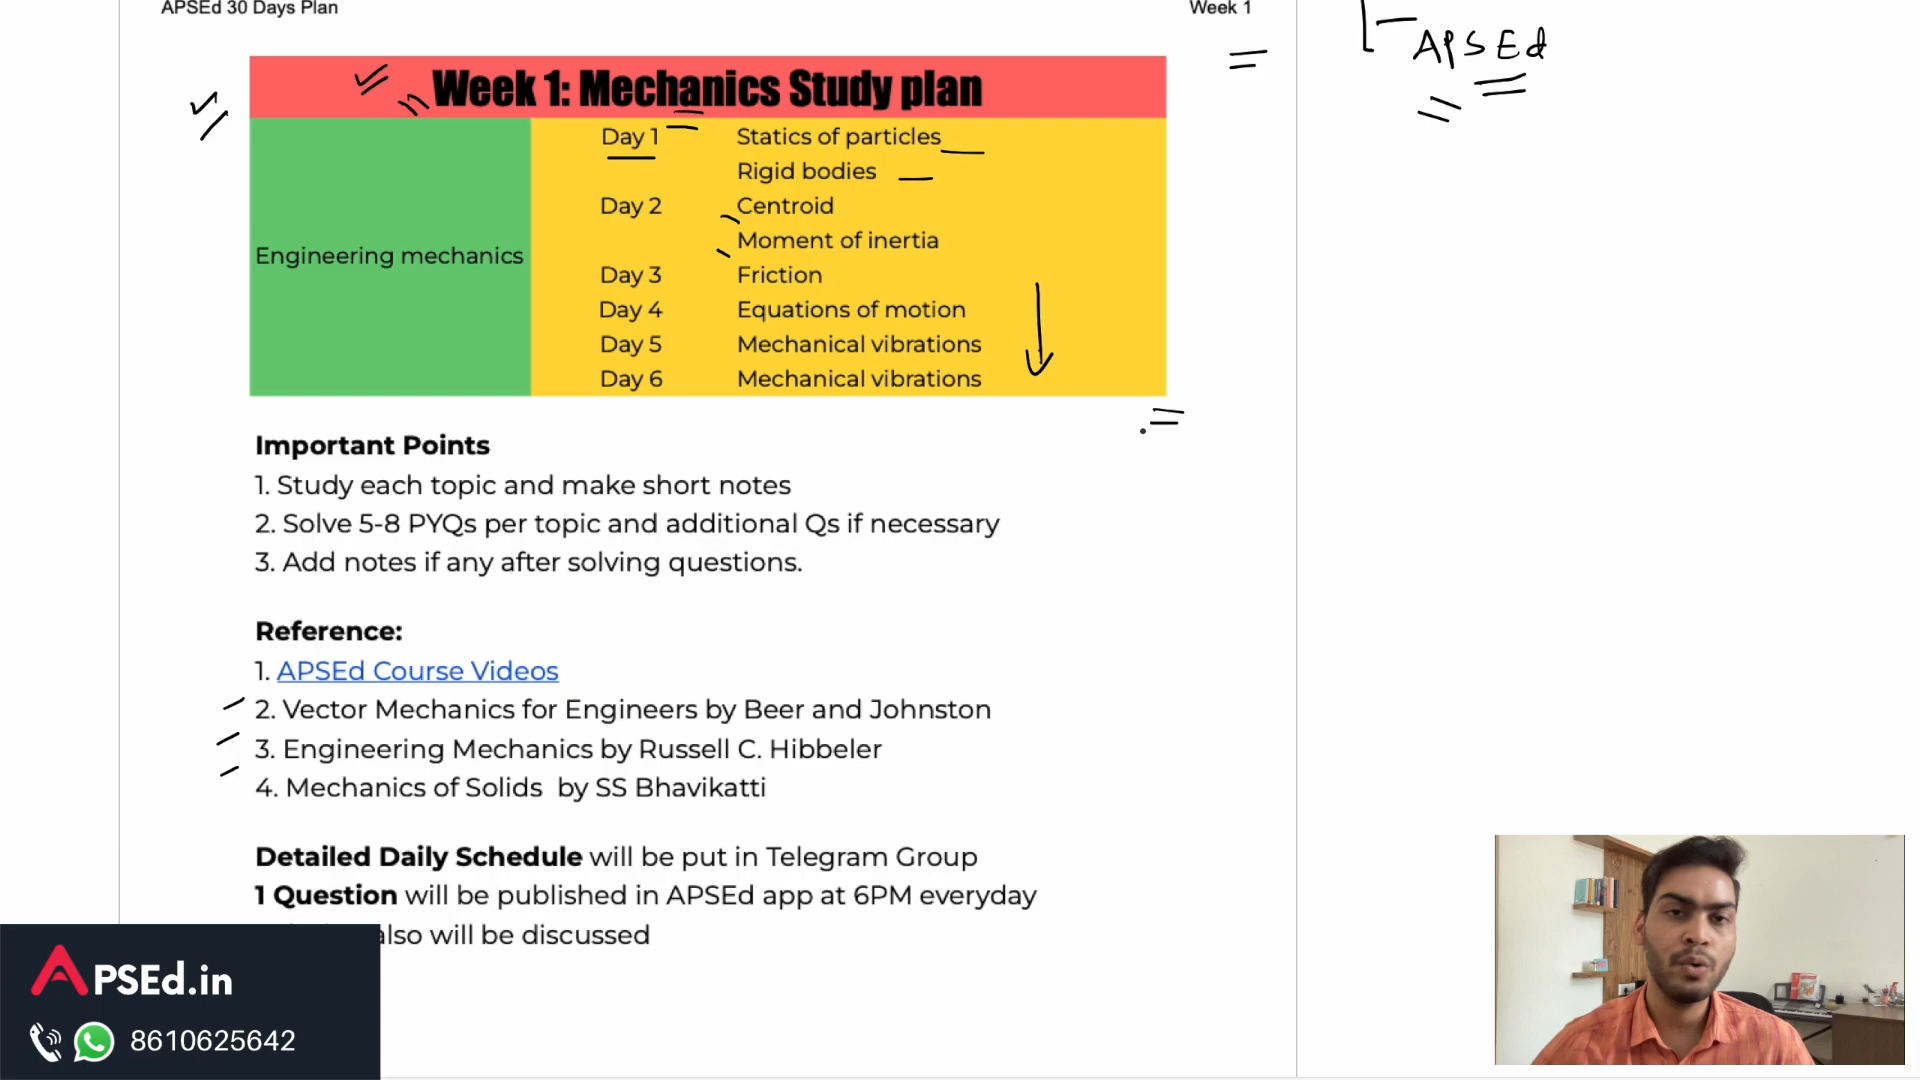 APSEd 30 Days Plan
Week 1
APSEd
Week 1: Mechanics Study plan
Engineering mechanics
Day 1 Statics of particles
Rigid bodies
Day 2 Centroid
Moment of inertia
Day 3 Friction
Day 4 Equations of motion
Day 5 Mechanical vibrations
Day 6 Mechanical vibrations
Important Points
1. Study each topic and make short notes
2. Solve 5-8 PYQs per topic and additional Qs if necessary
3. Add notes if any after solving questions.
Reference:
1. APSEd Course Videos
2. Vector Mechanics for Engineers by Beer and Johnston
3. Engineering Mechanics by Russell C. Hibbeler
4. Mechanics of Solids by SS Bhavikatti
Detailed Daily Schedule will be put in Telegram Group
1 Question will be published in APSEd app at 6PM everyday
also will be discussed
APSEd.in
8610625642